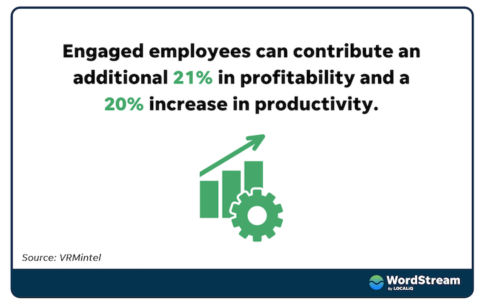 Engaged employees can contribute an
additional 21% in profitability and a
20% increase in productivity.
Source: VRMintel
WordStream
By LOCALiQ